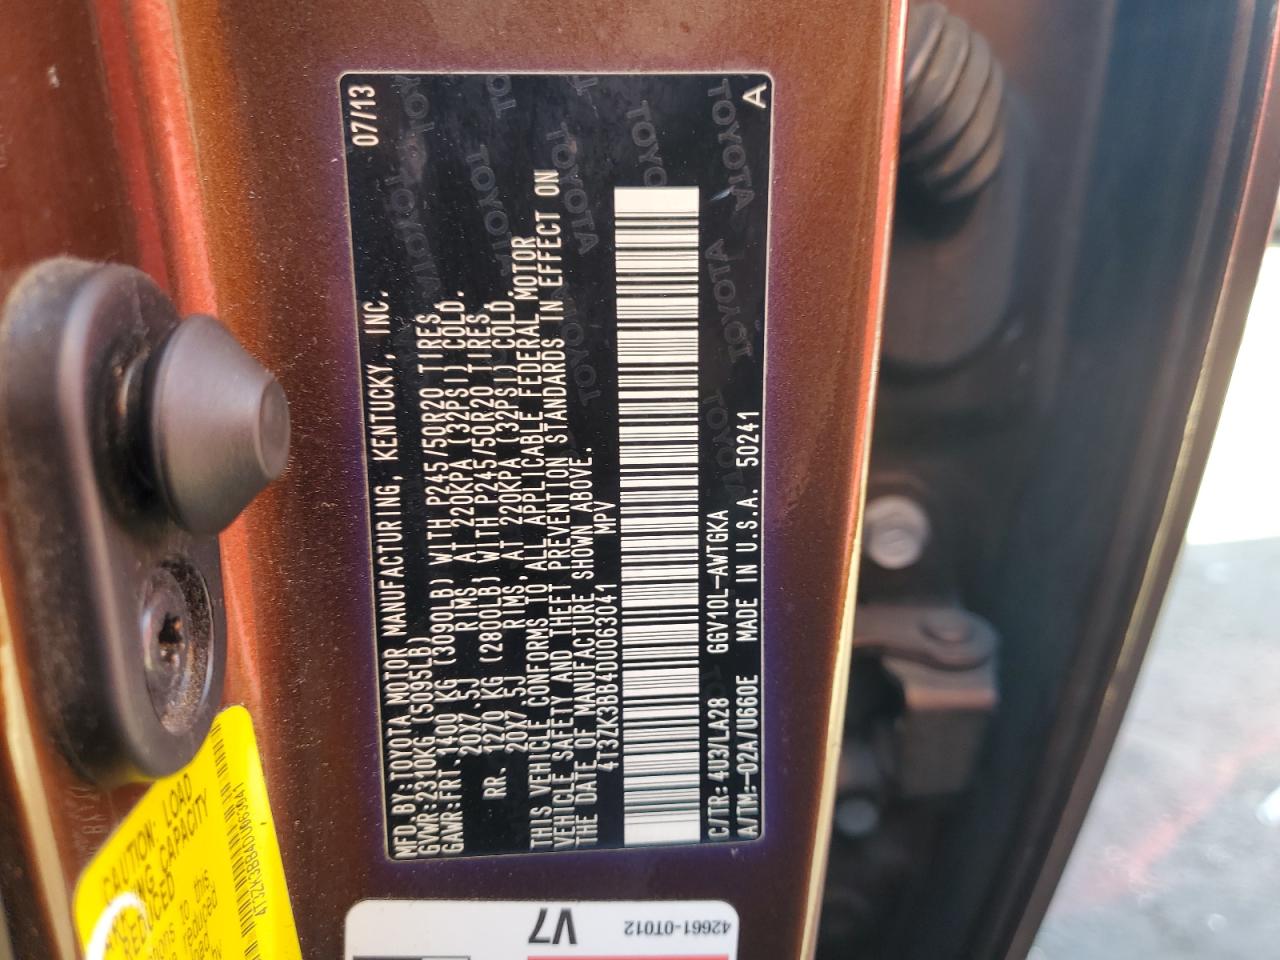 MFD.BY:TOYOTA MOTOR MANUFACTURING, KENTUCKY, INC. 07/13
GVWR:2310KG (5095LB)
GAWR:FRT.1400 KG (3090LB) WITH P245/50R20 TIRES,
20X7.5J RIMS, AT 220KPA (32PSI) COLD.
RR. 1270 KG (2800LB) WITH P245/50R20 TIRES,
20X7.5J RIMS, AT 220KPA (32PSI) COLD.
THIS VEHICLE CONFORMS TO ALL APPLICABLE FEDERAL MOTOR
VEHICLE SAFETY AND THEFT PREVENTION STANDARDS IN EFFECT ON
THE DATE OF MANUFACTURE SHOWN ABOVE.
4T3ZK3BB4DU063041 MPV
C/TR:4U3/LA28 GGV10L-AWTGKA
A/TM:-02A/U660E MADE IN U.S.A. 50241 A
TOYOTA
CAUTION: LOAD
CARRYING CAPACITY
REDUCED
4T3ZK3BB4DU063041
V7
42661-0T012